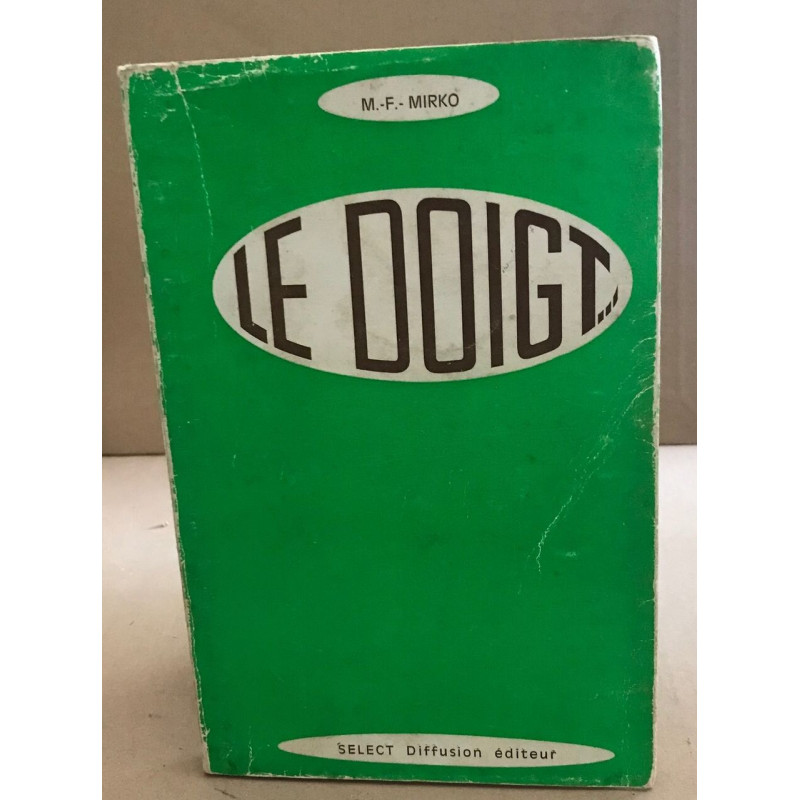 M.-F.- MIRKO
LE DOIGT...
SELECT Diffusion éditeur